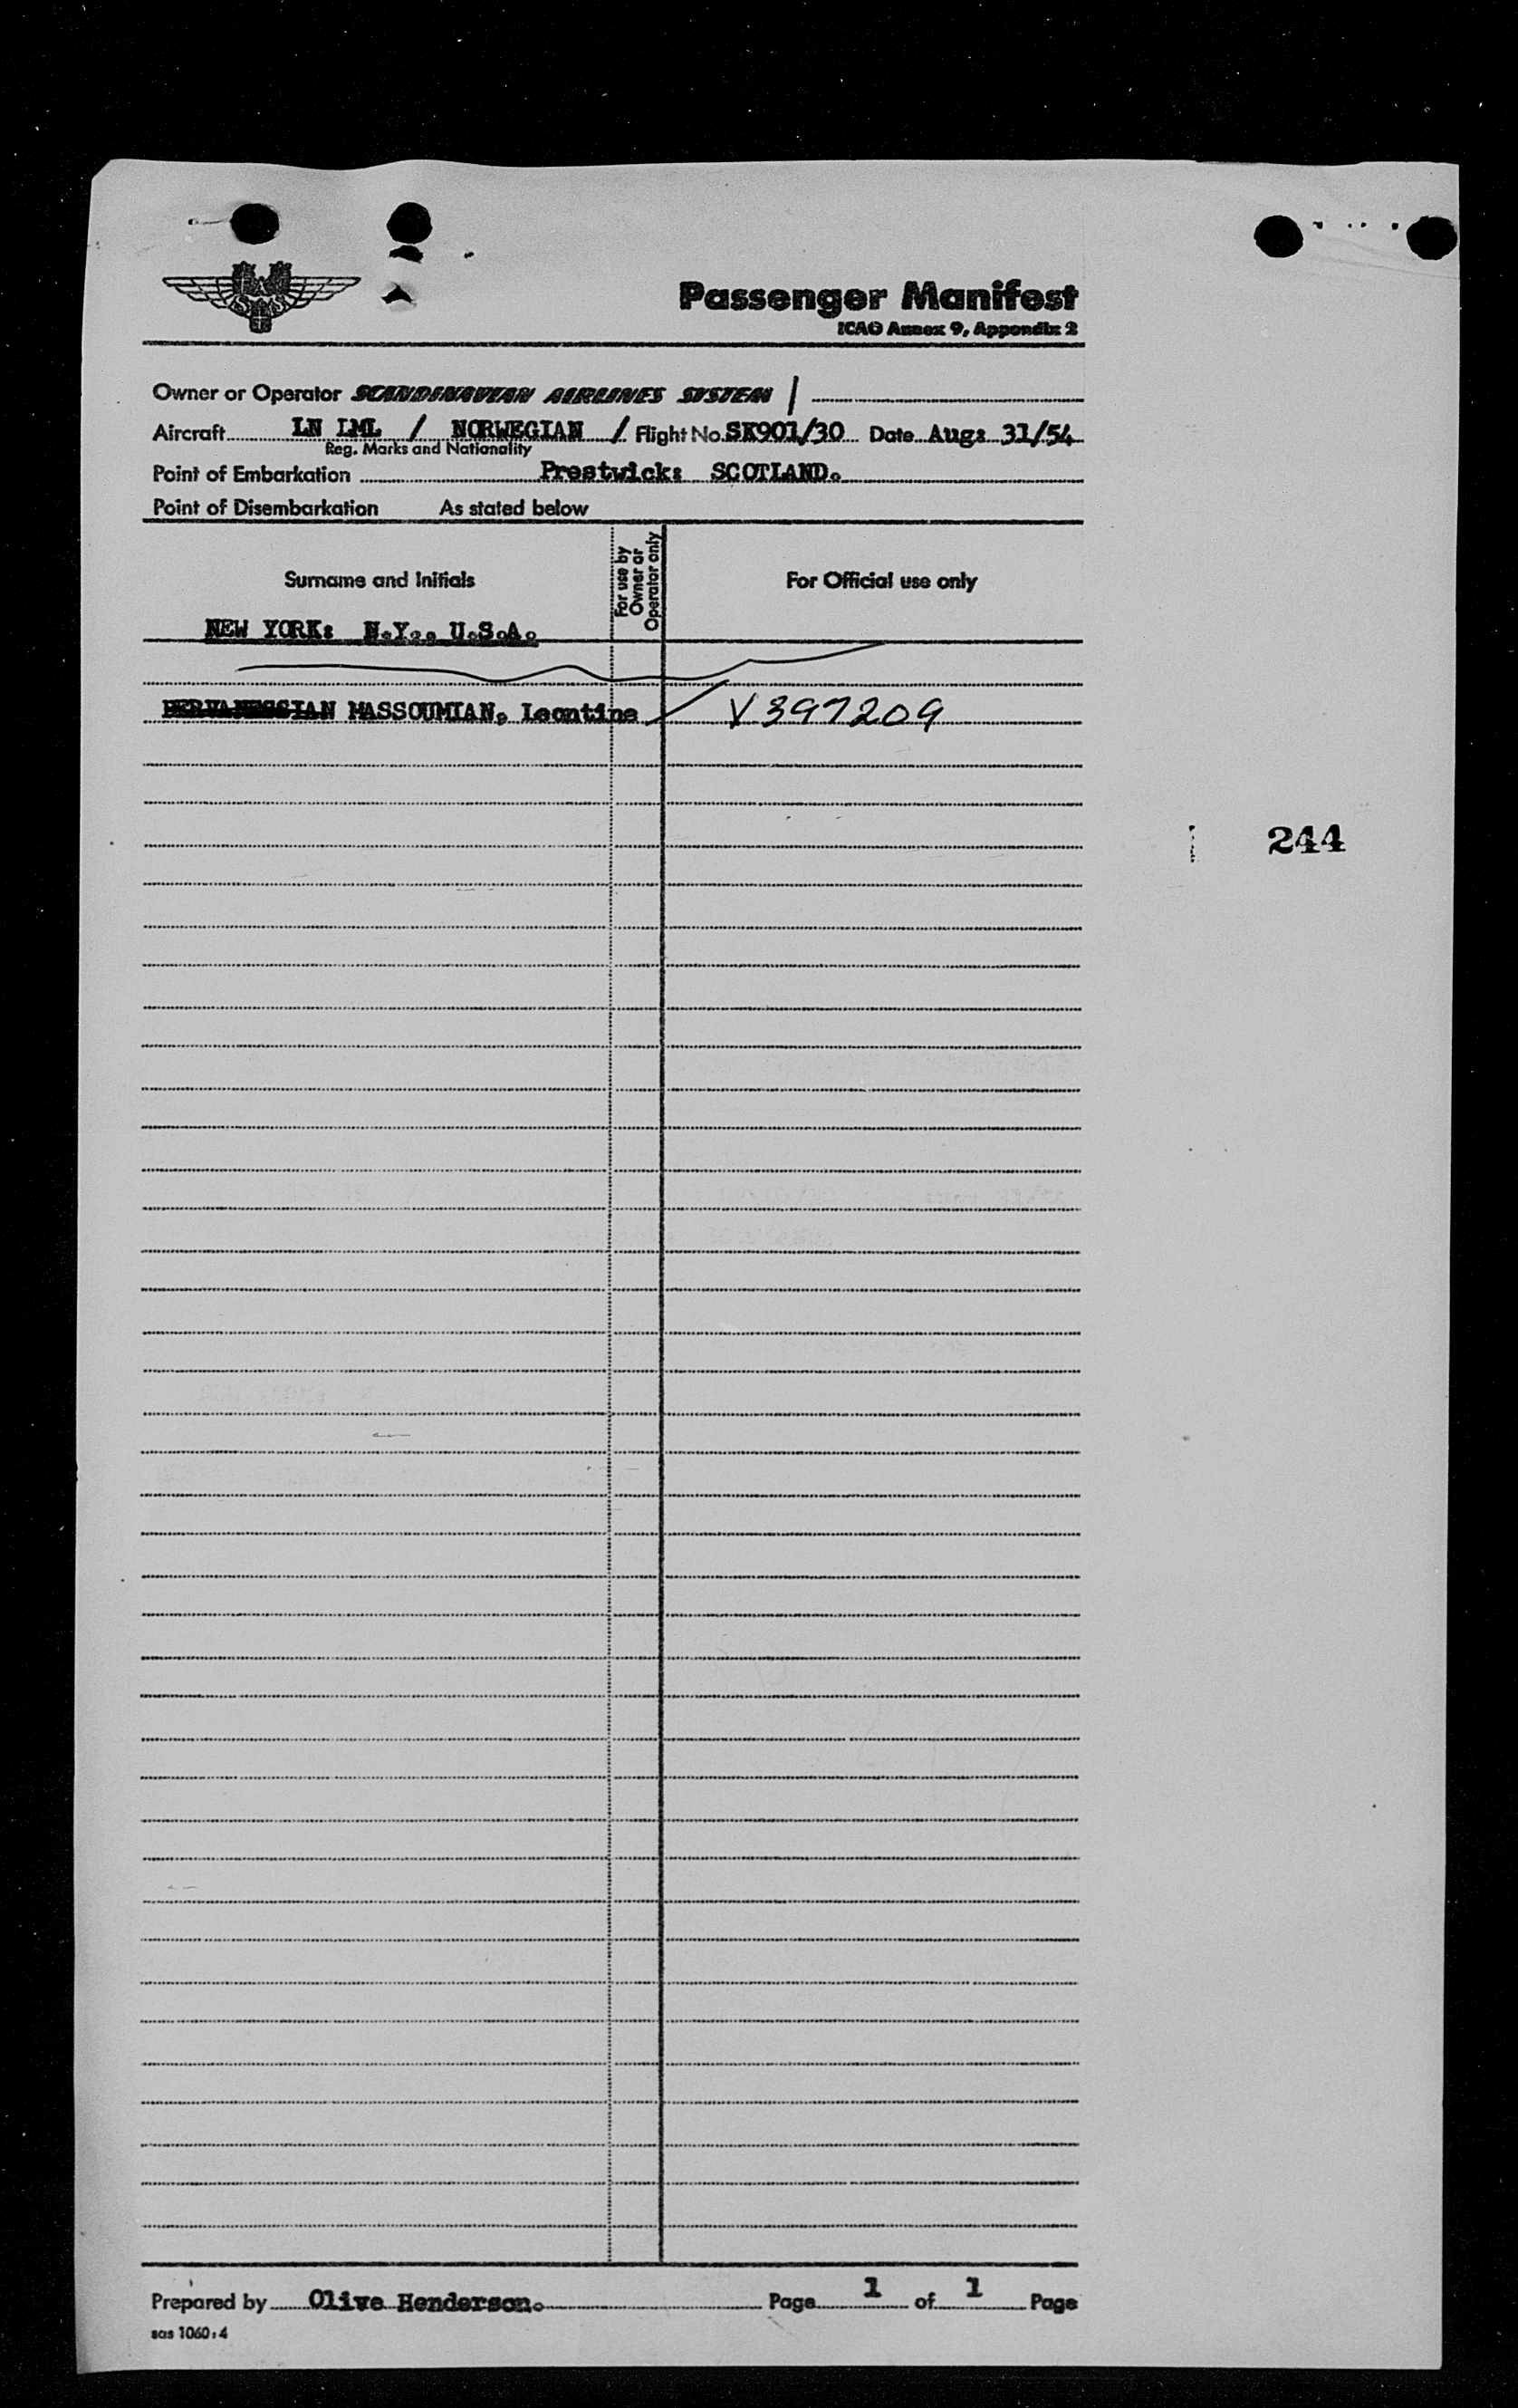 SAS
Passenger Manifest
ICAO Annex 9, Appendix 2
Owner or Operator SCANDINAVIAN AIRLINES SYSTEM /
Aircraft LN LML / NORWEGIAN / Flight No. SK901/30 Date Aug: 31/54
Reg. Marks and Nationality
Point of Embarkation Prestwick: SCOTLAND.
Point of Disembarkation As stated below
Surname and Initials
For use by
Owner or
Operator only
For Official use only
NEW YORK: N.Y., U.S.A.
MASSOUMIAN, Leontine V397209
244
Prepared by Olive Henderson. Page 1 of 1 Page
sas 1060:4